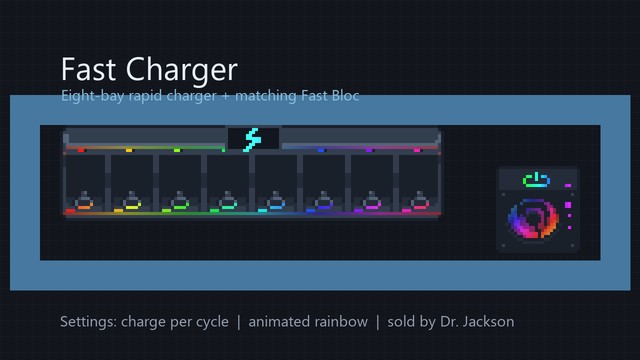 Fast Charger
Eight-bay rapid charger + matching Fast Bloc
Settings: charge per cycle | animated rainbow | sold by Dr. Jackson